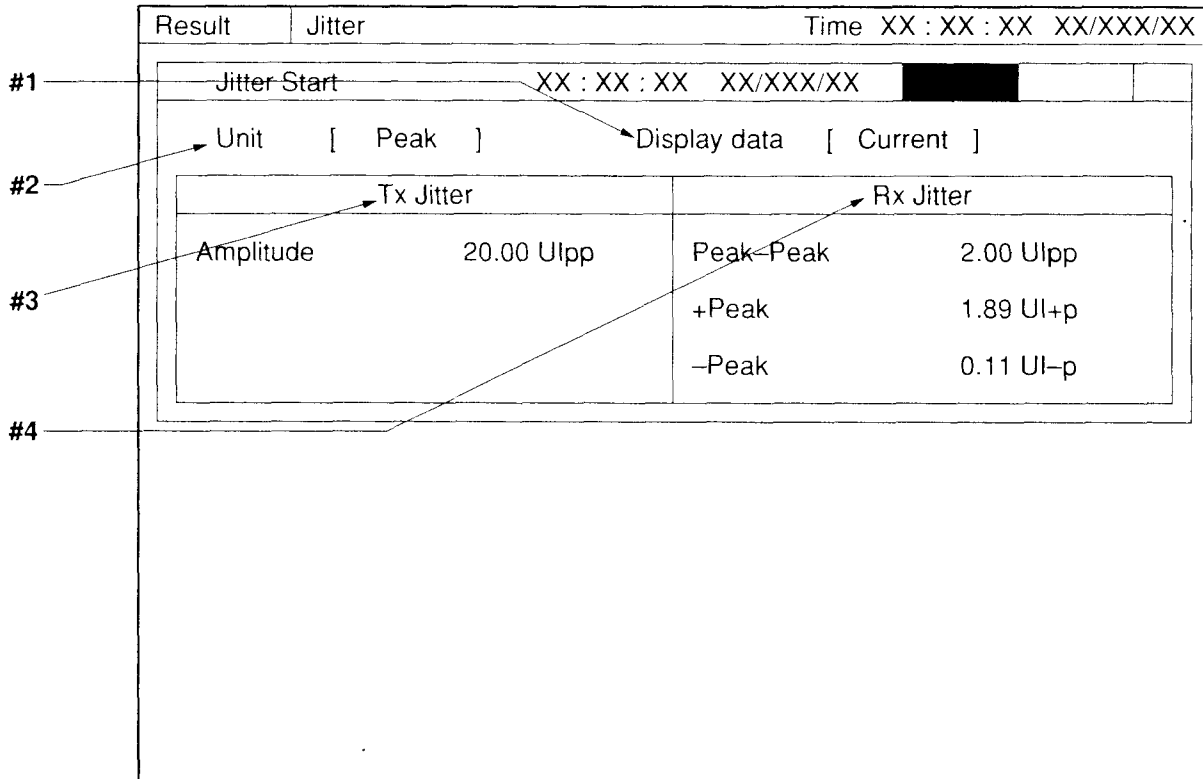 Result Jitter Time XX : XX : XX XX/XXX/XX
#1 Jitter Start XX : XX : XX XX/XXX/XX
Unit [ Peak ] Display data [ Current ]
#2 Tx Jitter Rx Jitter
Amplitude 20.00 UIpp Peak–Peak 2.00 UIpp
#3 +Peak 1.89 UI+p
–Peak 0.11 UI–p
#4